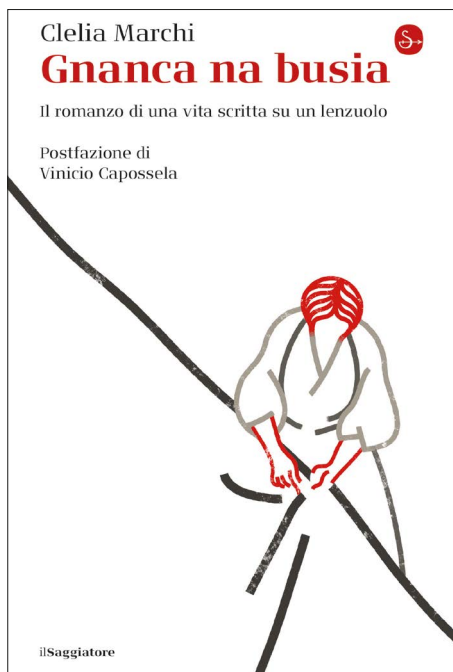 Clelia Marchi
Gnanca na busia
Il romanzo di una vita scritta su un lenzuolo
Postfazione di
Vinicio Capossela
ilSaggiatore